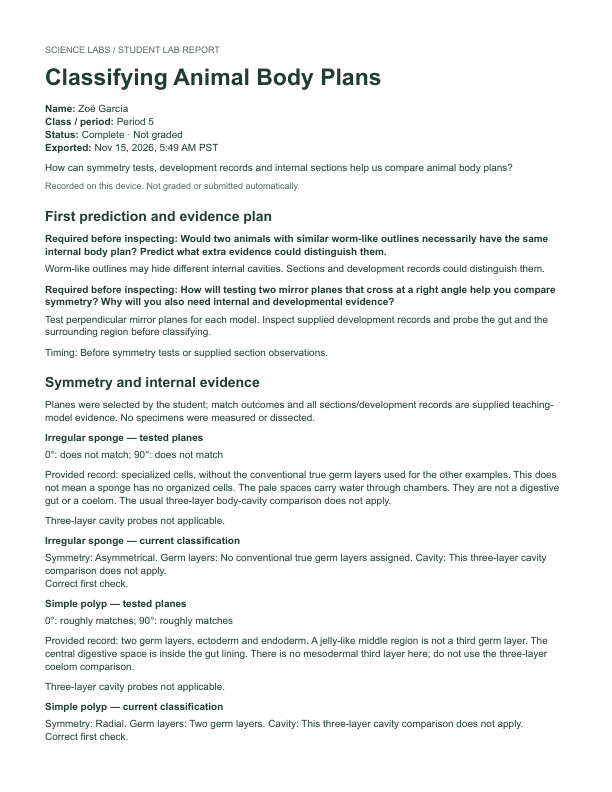 SCIENCE LABS / STUDENT LAB REPORT
Classifying Animal Body Plans
Name: Zoë García
Class / period: Period 5
Status: Complete · Not graded
Exported: Nov 15, 2026, 5:49 AM PST
How can symmetry tests, development records and internal sections help us compare animal body plans?
Recorded on this device. Not graded or submitted automatically.
First prediction and evidence plan
Required before inspecting: Would two animals with similar worm-like outlines necessarily have the same
internal body plan? Predict what extra evidence could distinguish them.
Worm-like outlines may hide different internal cavities. Sections and development records could distinguish them.
Required before inspecting: How will testing two mirror planes that cross at a right angle help you compare
symmetry? Why will you also need internal and developmental evidence?
Test perpendicular mirror planes for each model. Inspect supplied development records and probe the gut and the
surrounding region before classifying.
Timing: Before symmetry tests or supplied section observations.
Symmetry and internal evidence
Planes were selected by the student; match outcomes and all sections/development records are supplied teaching-
model evidence. No specimens were measured or dissected.
Irregular sponge — tested planes
0°: does not match; 90°: does not match
Provided record: specialized cells, without the conventional true germ layers used for the other examples. This does
not mean a sponge has no organized cells. The pale spaces carry water through chambers. They are not a digestive
gut or a coelom. The usual three-layer body-cavity comparison does not apply.
Three-layer cavity probes not applicable.
Irregular sponge — current classification
Symmetry: Asymmetrical. Germ layers: No conventional true germ layers assigned. Cavity: This three-layer cavity
comparison does not apply.
Correct first check.
Simple polyp — tested planes
0°: roughly matches; 90°: roughly matches
Provided record: two germ layers, ectoderm and endoderm. A jelly-like middle region is not a third germ layer. The
central digestive space is inside the gut lining. There is no mesodermal third layer here; do not use the three-layer
coelom comparison.
Three-layer cavity probes not applicable.
Simple polyp — current classification
Symmetry: Radial. Germ layers: Two germ layers. Cavity: This three-layer cavity comparison does not apply.
Correct first check.